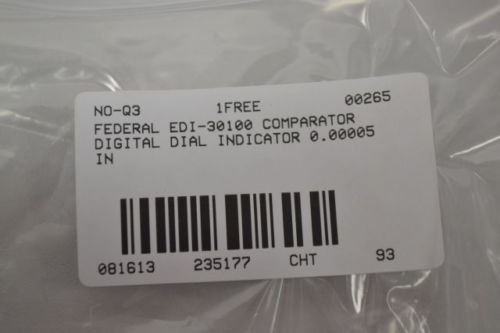 NO-Q3 1FREE 00265
FEDERAL EDI-30100 COMPARATOR
DIGITAL DIAL INDICATOR 0.00005
IN
081613 235177 CHT 93